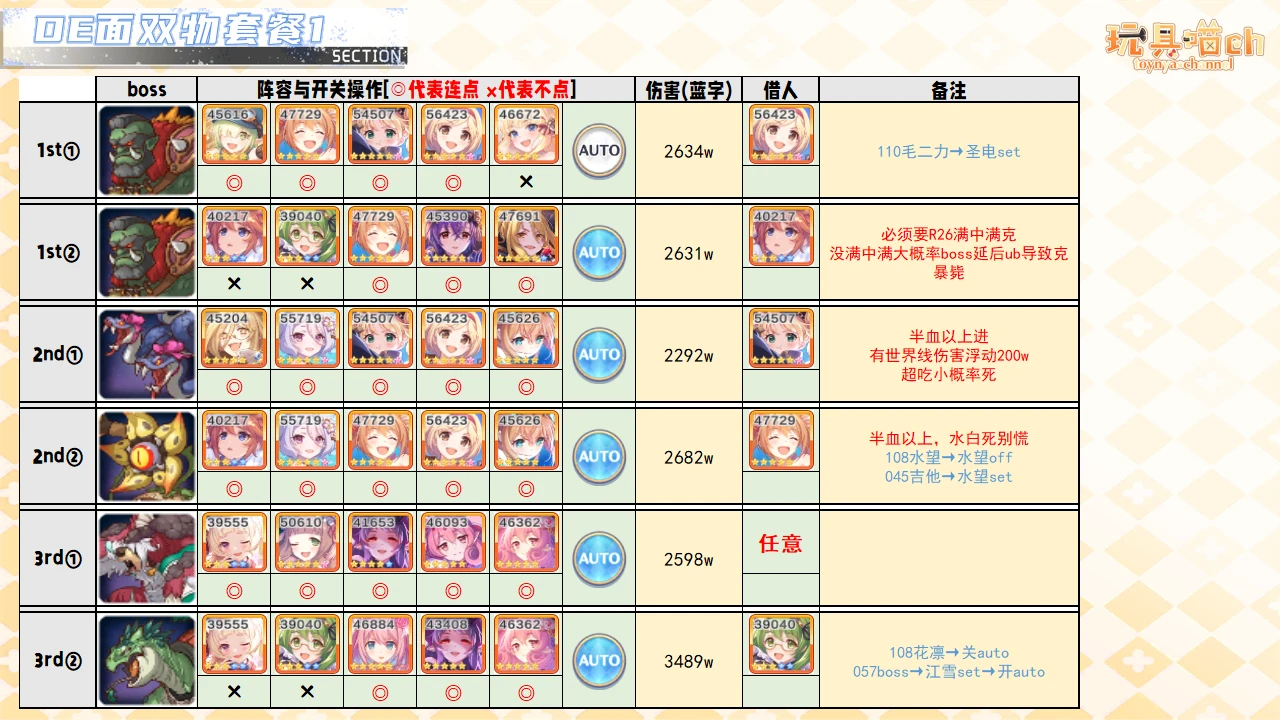 DE面双物套餐1
SECTION
玩具喵ch
toynya channel
boss 阵容与开关操作[◎代表连点 ×代表不点] 伤害(蓝字) 借人 备注
45616 47729 54507 56423 46672 56423
1st① AUTO 2634w 110毛二力→圣电set
◎ ◎ ◎ ◎ ×
40217 39040 47729 45390 47691 40217
必须要R26满中满克
1st② AUTO 2631w 没满中满大概率boss延后ub导致克
暴毙
× × ◎ ◎ ◎
45204 55719 54507 56423 45626 54507
半血以上进
2nd① AUTO 2292w 有世界线伤害浮动200w
超吃小概率死
◎ ◎ ◎ ◎ ◎
40217 55719 47729 56423 45626 47729
半血以上，水白死别慌
2nd② AUTO 2682w 108水望→水望off
045吉他→水望set
◎ ◎ ◎ ◎ ◎
39555 50610 41653 46093 46362
3rd① AUTO 2598w 任意
◎ ◎ ◎ ◎ ◎
39555 39040 46884 43408 46362 39040
108花凛→关auto
3rd② AUTO 3489w 057boss→江雪set→开auto
× × ◎ ◎ ◎